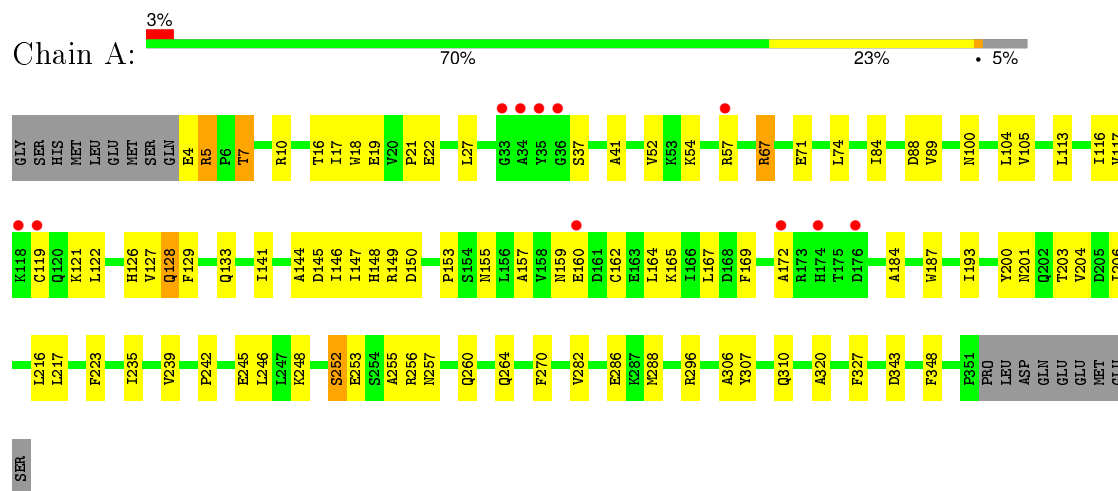 3%
Chain A:
70% 23% • 5%
GLY SER HIS MET LEU GLU MET SER GLN E4 R5 P6 T7 R10 T16 I17 W18 E19 V20 P21 E22 L27 G33 A34 Y35 G36 S37 A41 V52 K53 K54 R57 R67 E71 L74 I84 D88 V89 N100 L104 V105 L113 I116 V117
K118 C119 Q120 K121 L122 H126 V127 Q128 F129 Q133 I141 A144 D145 I146 I147 H148 R149 D150 P153 S154 N155 L156 A157 V158 N159 E160 D161 C162 E163 L164 K165 I166 L167 D168 F169 A172 R173 H174 T175 D176 A184 W187 I193 Y200 N201 Q202 T203 V204 D205 I206
L216 L217 F223 I235 V239 P242 E245 L246 L247 K248 S252 E253 S254 A255 R256 N257 Q260 Q264 F270 V282 E286 K287 M288 R296 A306 Y307 Q310 A320 F327 D343 F348 P351 PRO LEU ASP GLN GLU GLU MET GLU
SER